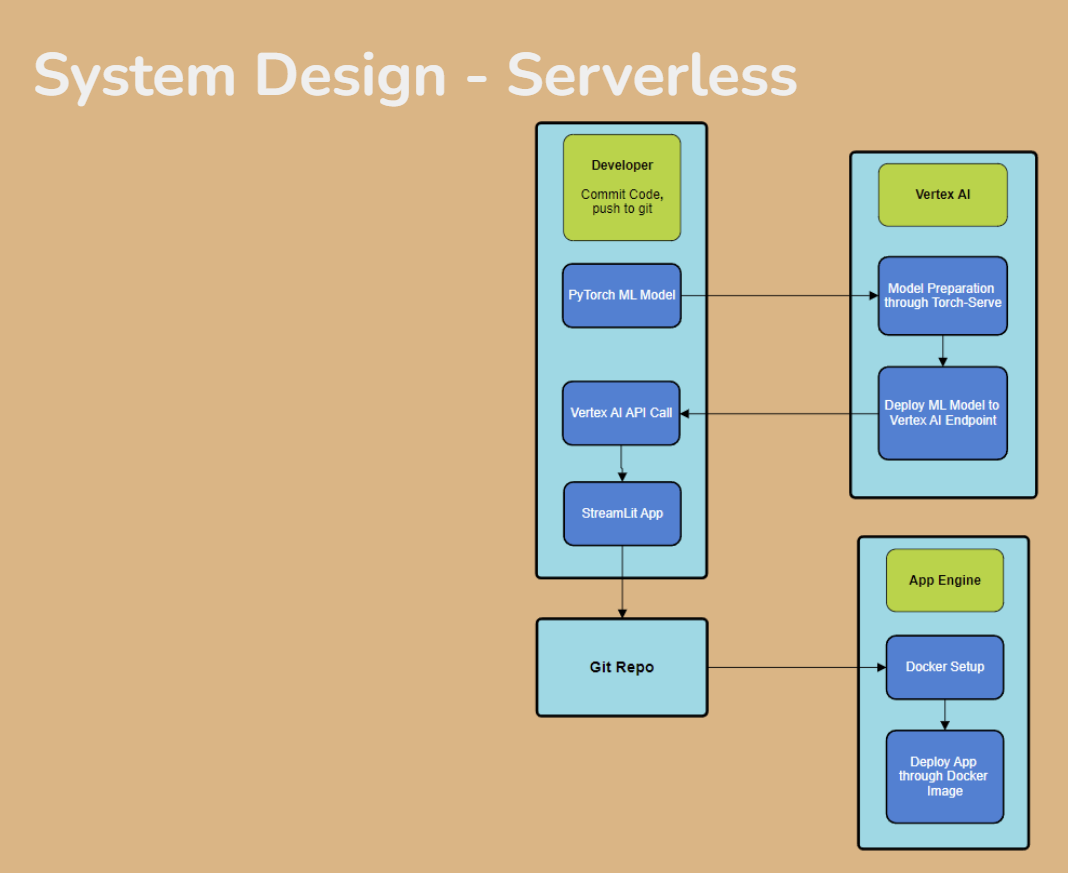 System Design - Serverless
Developer
Commit Code,
push to git
PyTorch ML Model
Vertex AI API Call
StreamLit App
Git Repo
Vertex AI
Model Preparation
through Torch-Serve
Deploy ML Model to
Vertex AI Endpoint
App Engine
Docker Setup
Deploy App
through Docker
Image